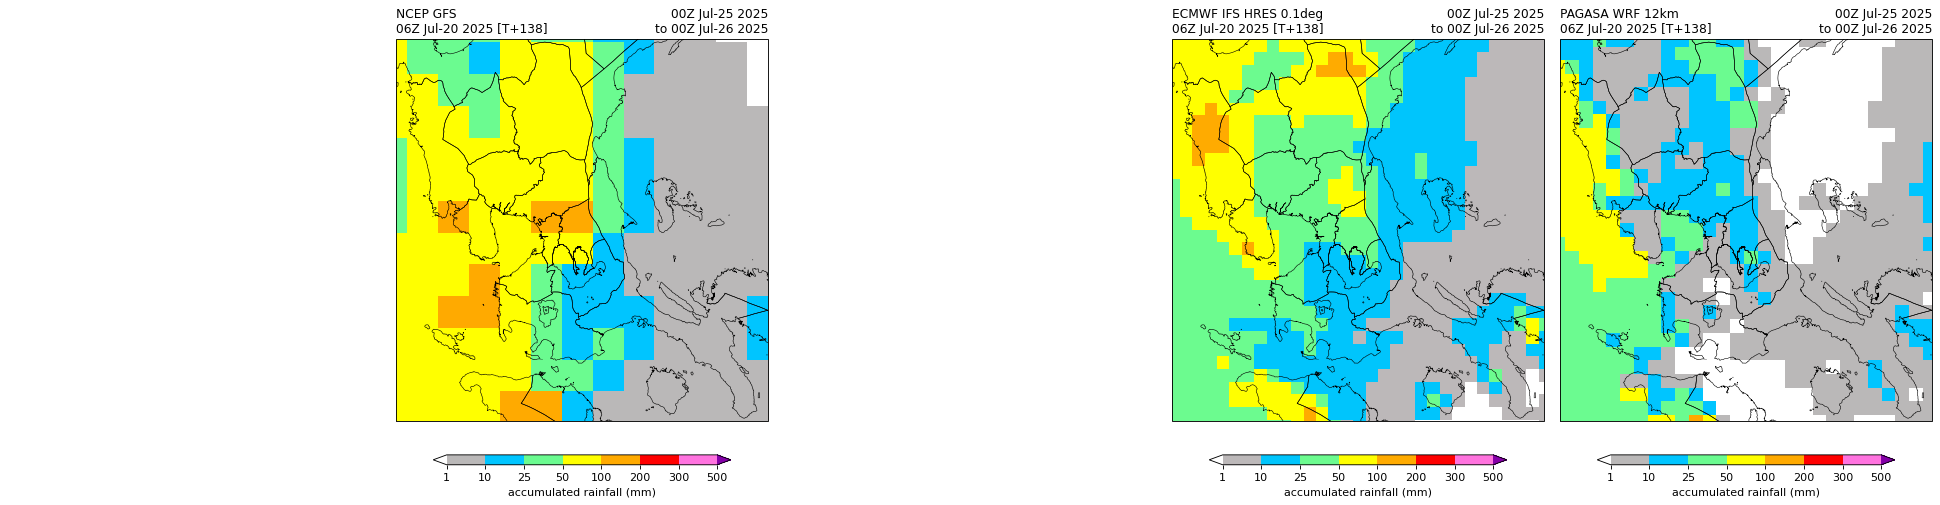 NCEP GFS 00Z Jul-25 2025
06Z Jul-20 2025 [T+138] to 00Z Jul-26 2025
1 10 25 50 100 200 300 500
accumulated rainfall (mm)
ECMWF IFS HRES 0.1deg 00Z Jul-25 2025
06Z Jul-20 2025 [T+138] to 00Z Jul-26 2025
1 10 25 50 100 200 300 500
accumulated rainfall (mm)
PAGASA WRF 12km 00Z Jul-25 2025
06Z Jul-20 2025 [T+138] to 00Z Jul-26 2025
1 10 25 50 100 200 300 500
accumulated rainfall (mm)